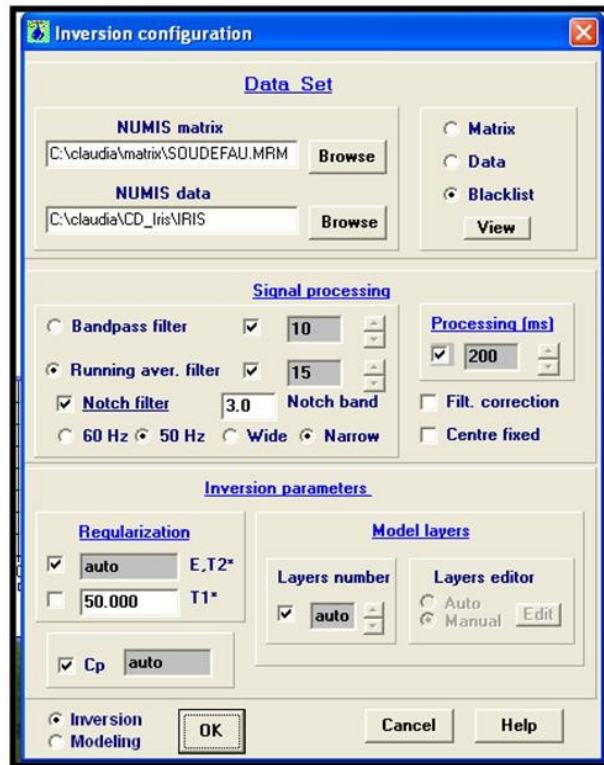 Inversion configuration
Data Set
NUMIS matrix
C:\claudia\matrix\SOUDEFAU.MRM
Browse
NUMIS data
C:\claudia\CD_Iris\IRIS
Browse
Matrix
Data
Blacklist
View
Signal processing
Bandpass filter 10
Running aver. filter 15
Notch filter 3.0 Notch band
60 Hz 50 Hz Wide Narrow
Processing (ms)
200
Filt. correction
Centre fixed
Inversion parameters
Regularization
auto E,T2*
50.000 T1*
Cp auto
Model layers
Layers number
auto
Layers editor
Auto
Manual
Edit
Inversion
Modeling
OK
Cancel
Help